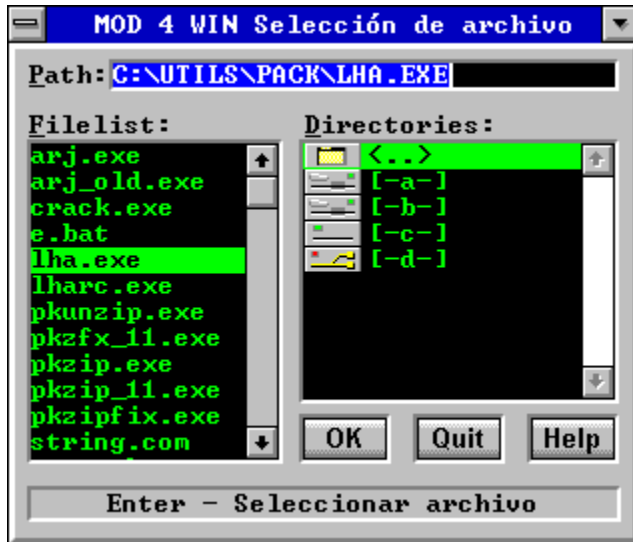 MOD 4 WIN Selección de archivo
Path: C:\UTILS\PACK\LHA.EXE
Filelist:
arj.exe
arj_old.exe
crack.exe
e.bat
lha.exe
lharc.exe
pkunzip.exe
pkzfx_11.exe
pkzip.exe
pkzip_11.exe
pkzipfix.exe
string.com
Directories:
<..>
[-a-]
[-b-]
[-c-]
[-d-]
OK Quit Help
Enter - Seleccionar archivo